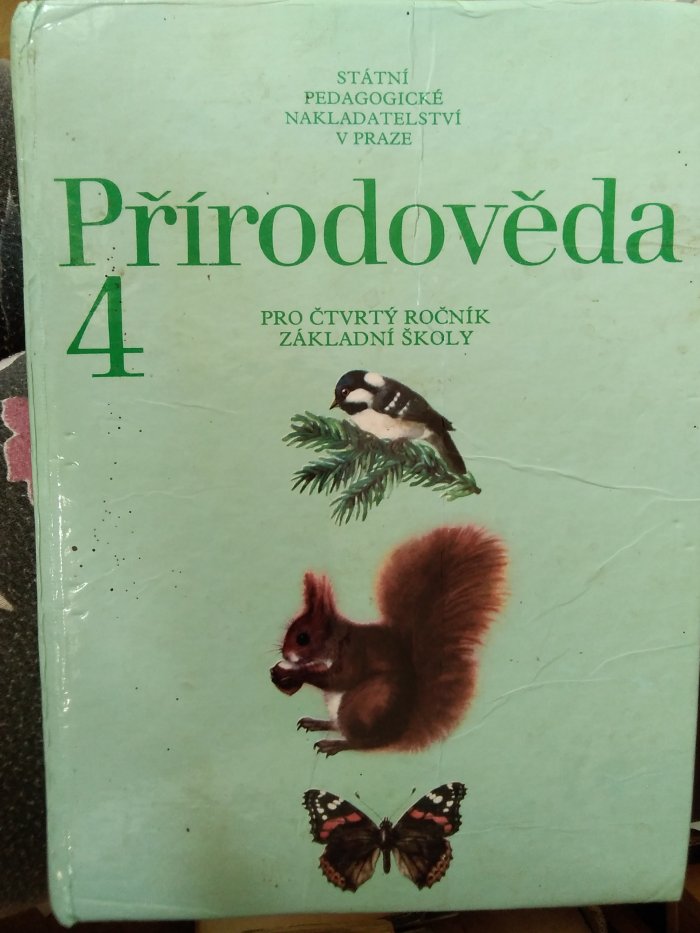 STÁTNÍ
PEDAGOGICKÉ
NAKLADATELSTVÍ
V PRAZE
Přírodověda
4
PRO ČTVRTÝ ROČNÍK
ZÁKLADNÍ ŠKOLY